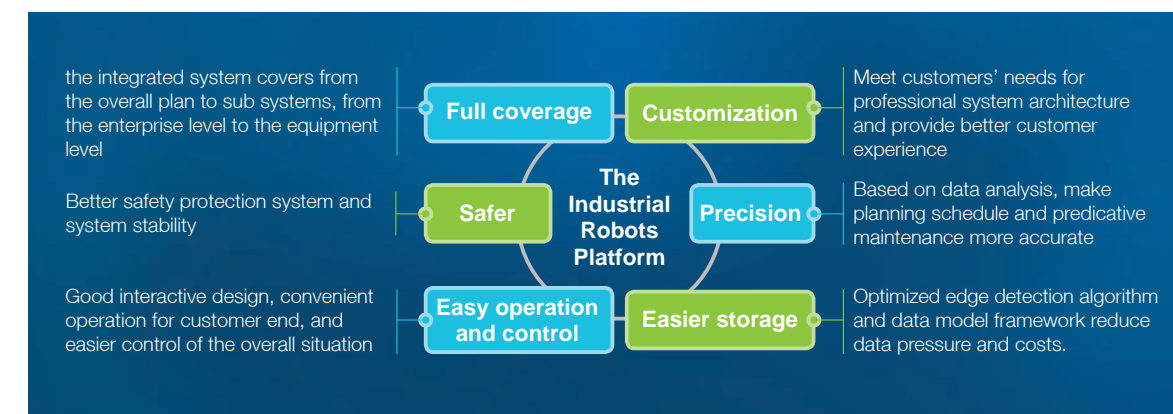 the integrated system covers from
the overall plan to sub systems, from
the enterprise level to the equipment
level
Full coverage
Customization
Meet customers' needs for
professional system architecture
and provide better customer
experience
Better safety protection system and
system stability
Safer
The
Industrial
Robots
Platform
Precision
Based on data analysis, make
planning schedule and predicative
maintenance more accurate
Good interactive design, convenient
operation for customer end, and
easier control of the overall situation
Easy operation
and control
Easier storage
Optimized edge detection algorithm
and data model framework reduce
data pressure and costs.